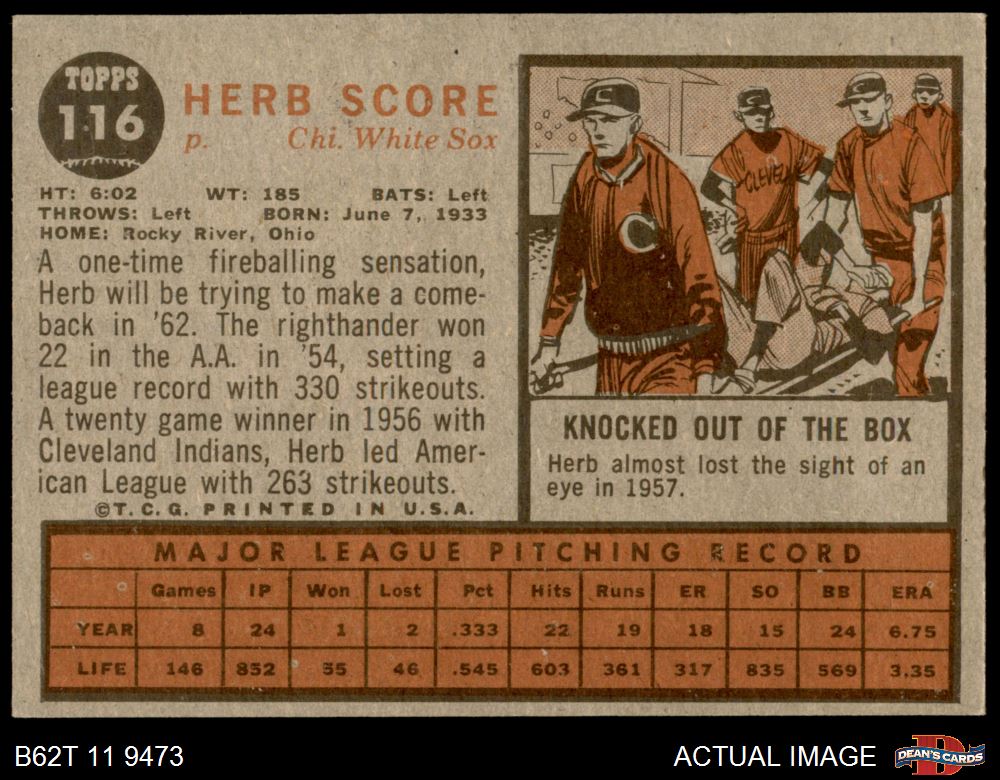 TOPPS
116
HERB SCORE
p. Chi. White Sox
HT: 6:02 WT: 185 BATS: Left
THROWS: Left BORN: June 7, 1933
HOME: Rocky River, Ohio
A one-time fireballing sensation,
Herb will be trying to make a come-
back in '62. The righthander won
22 in the A.A. in '54, setting a
league record with 330 strikeouts.
A twenty game winner in 1956 with
Cleveland Indians, Herb led Amer-
ican League with 263 strikeouts.
©T.C.G. PRINTED IN U.S.A.
C
C
CLEVEL
KNOCKED OUT OF THE BOX
Herb almost lost the sight of an
eye in 1957.
MAJOR LEAGUE PITCHING RECORD
Games IP Won Lost Pct Hits Runs ER SO BB ERA
YEAR 8 24 1 2 .333 22 19 18 15 24 6.75
LIFE 146 852 55 46 .545 603 361 317 835 569 3.35
B62T 11 9473
ACTUAL IMAGE
DEAN'S CARDS